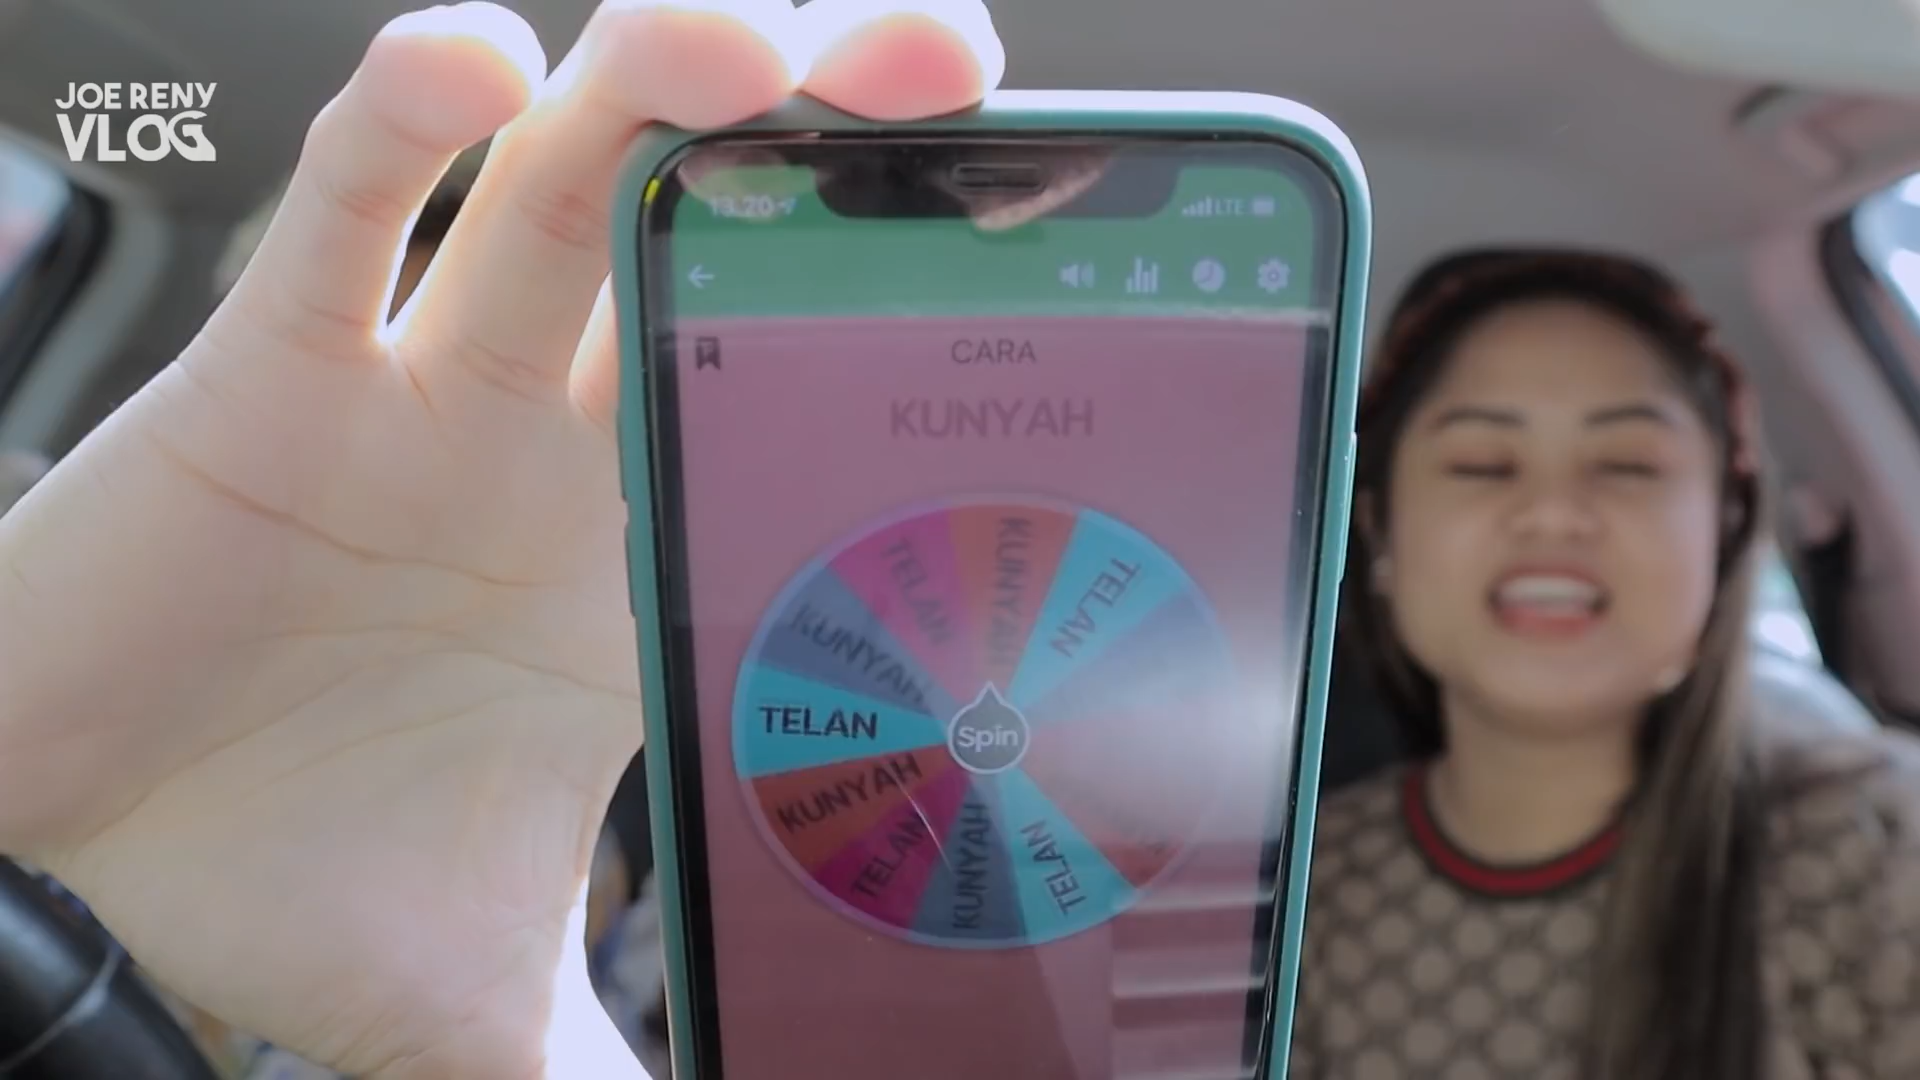 JOE RENY
VLOG
13.20
LTE
CARA
KUNYAH
KUNYAH
TELAN
TELAN
KUNYAH
TELAN
Spin
KUNYAH
TELAN
KUNYAH
TELAN